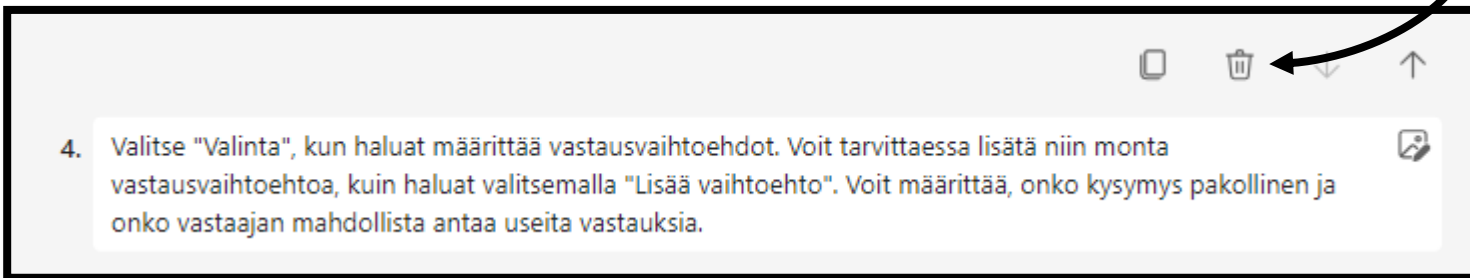 4. Valitse "Valinta", kun haluat määrittää vastausvaihtoehdot. Voit tarvittaessa lisätä niin monta
vastausvaihtoehtoa, kuin haluat valitsemalla "Lisää vaihtoehto". Voit määrittää, onko kysymys pakollinen ja
onko vastaajan mahdollista antaa useita vastauksia.